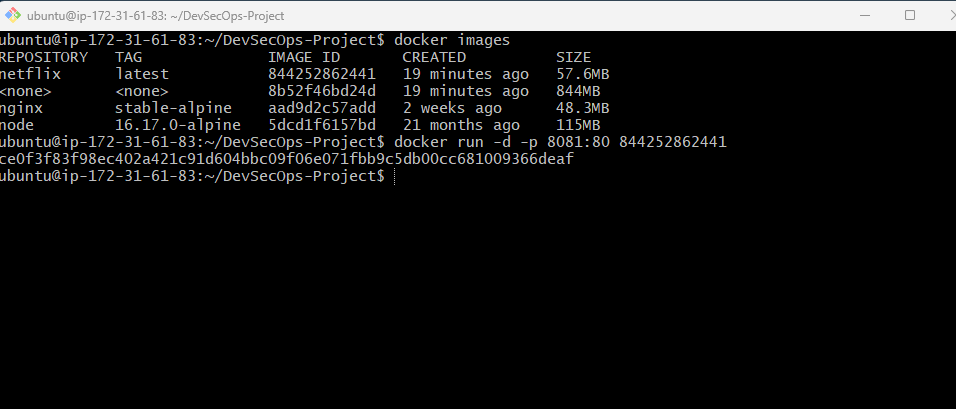 ubuntu@ip-172-31-61-83: ~/DevSecOps-Project
ubuntu@ip-172-31-61-83:~/DevSecOps-Project$ docker images
REPOSITORY TAG IMAGE ID CREATED SIZE
netflix latest 844252862441 19 minutes ago 57.6MB
<none> <none> 8b52f46bd24d 19 minutes ago 844MB
nginx stable-alpine aad9d2c57add 2 weeks ago 48.3MB
node 16.17.0-alpine 5dcd1f6157bd 21 months ago 115MB
ubuntu@ip-172-31-61-83:~/DevSecOps-Project$ docker run -d -p 8081:80 844252862441
ce0f3f83f98ec402a421c91d604bbc09f06e071fbb9c5db00cc681009366deaf
ubuntu@ip-172-31-61-83:~/DevSecOps-Project$